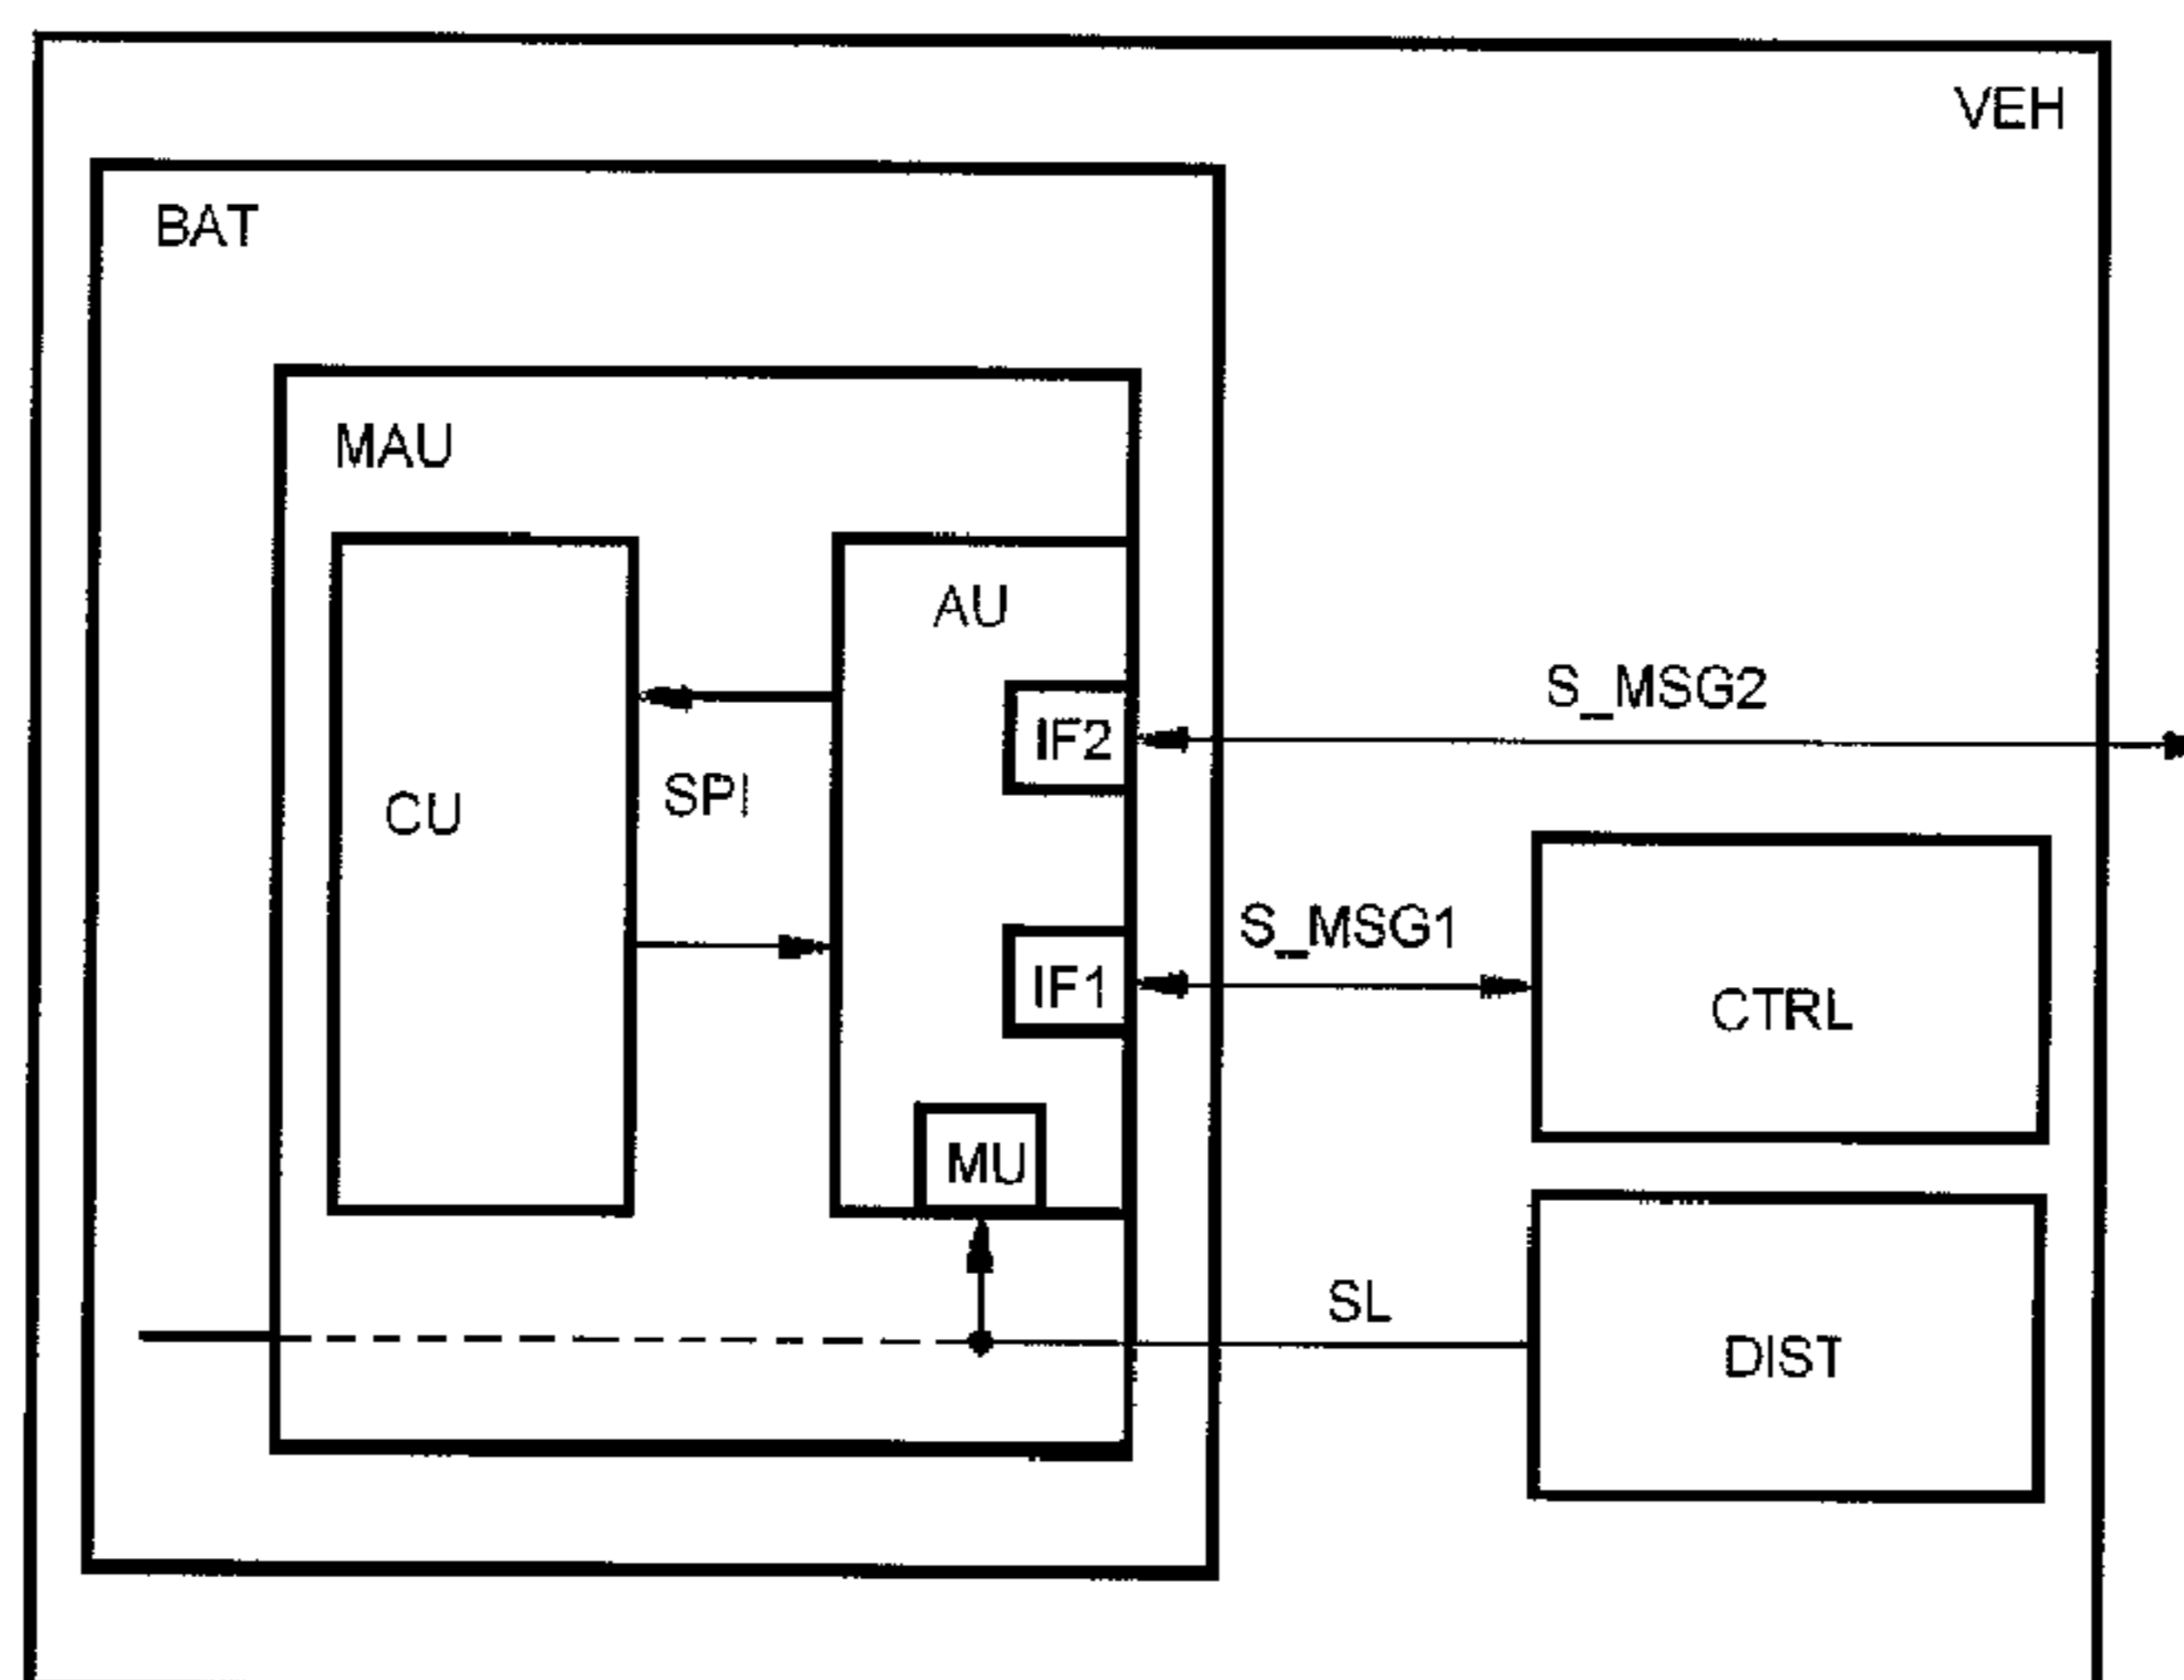 VEH
BAT
MAU
AU
S_MSG2
IF2
SPI
CU
S_MSG1
IF1
CTRL
MU
SL
DIST